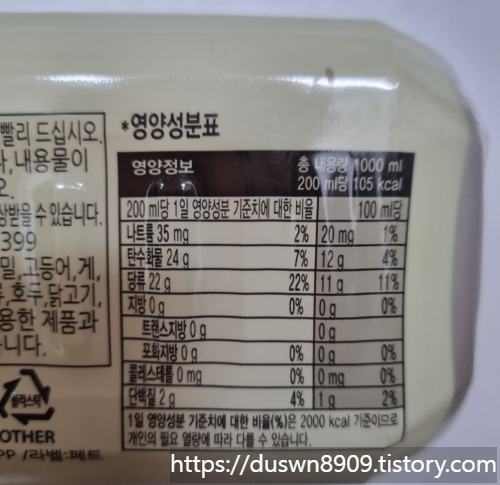 빨리 드십시오.
내용물이
오.
상받을 수 있습니다.
399
밀, 고등어, 게,
호두, 닭고기,
용한 제품과
니다.
플라스틱
OTHER
PP /라벨:페트
*영양성분표
영양정보 총 내용량 1000 ml
200 ml당 105 kcal
200 ml당 1일 영양성분 기준치에 대한 비율 100 ml당
나트륨 35 mg 2% 20 mg 1%
탄수화물 24 g 7% 12 g 4%
당류 22 g 22% 11 g 11%
지방 0 g 0% 0 g 0%
트랜스지방 0 g 0 g
포화지방 0 g 0% 0 g 0%
콜레스테롤 0 mg 0% 0 mg 0%
단백질 2 g 4% 1 g 2%
1일 영양성분 기준치에 대한 비율(%)은 2000 kcal 기준이므로
개인의 필요 열량에 따라 다를 수 있습니다.
https://duswn8909.tistory.com